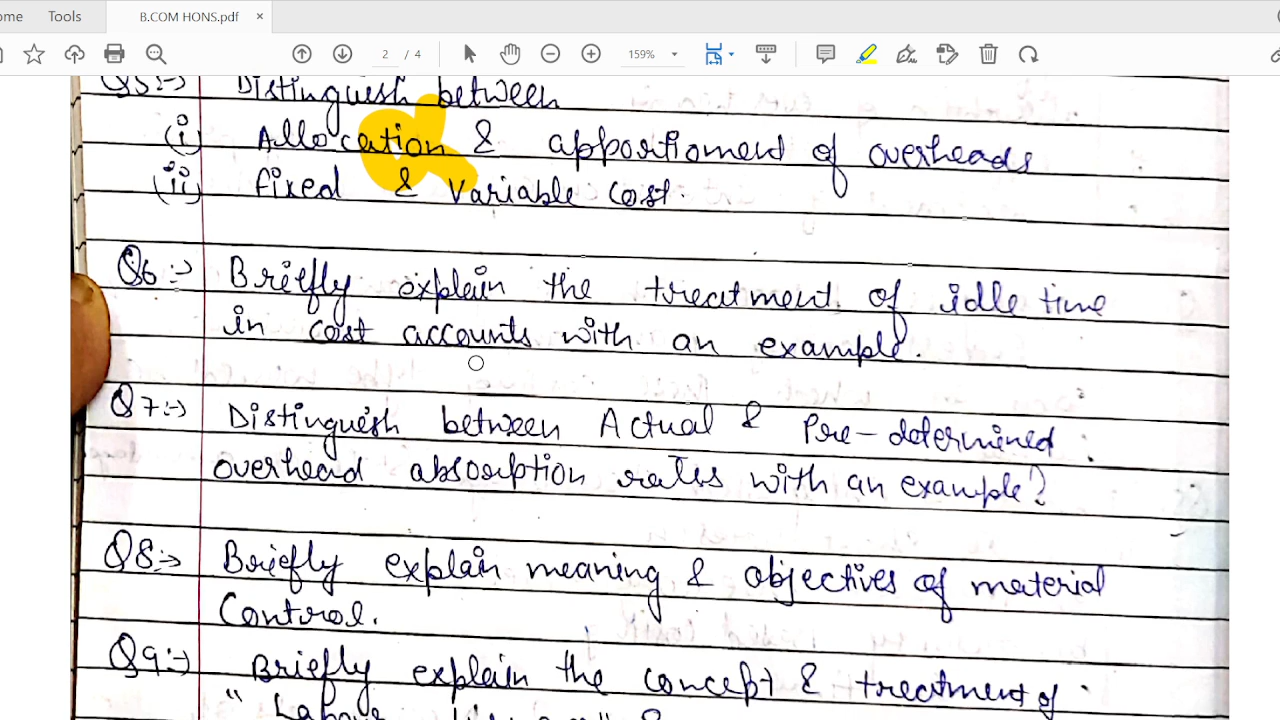 ome Tools B.COM HONS.pdf ×
2 / 4 159%
Q5:-> Distinguish between
(i) Allocation & apportionment of overheads
(ii) fixed & Variable Cost.
Q6:-> Briefly explain the treatment of idle time
in cost accounts with an example.
Q7:-> Distinguish between Actual & Pre-determined
overhead absorption rates with an example?
Q8:-> Briefly explain meaning & objectives of material
Control.
Q9:-> Briefly explain the concept & treatment of
"Labour